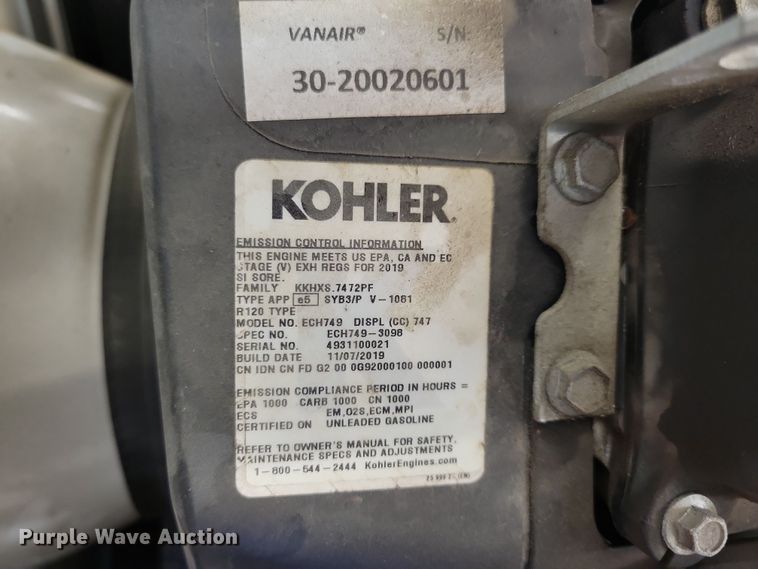 VANAIR® S/N
30-20020601
KOHLER.
EMISSION CONTROL INFORMATION
THIS ENGINE MEETS US EPA, CA AND EC
STAGE (V) EXH REGS FOR 2019
SI SORE.
FAMILY KKHXS.7472PF
TYPE APP e5 SYB3/P V-1081
R120 TYPE
MODEL NO. ECH749 DISPL (CC) 747
SPEC NO. ECH749-3098
SERIAL NO. 4931100021
BUILD DATE 11/07/2019
CN IDN CN FD G2 00 0G92000100 000001
EMISSION COMPLIANCE PERIOD IN HOURS =
EPA 1000 CARB 1000 CN 1000
ECS EM,O2S,ECM,MPI
CERTIFIED ON UNLEADED GASOLINE
REFER TO OWNER'S MANUAL FOR SAFETY,
MAINTENANCE SPECS AND ADJUSTMENTS
1-800-544-2444 KohlerEngines.com
Purple Wave Auction